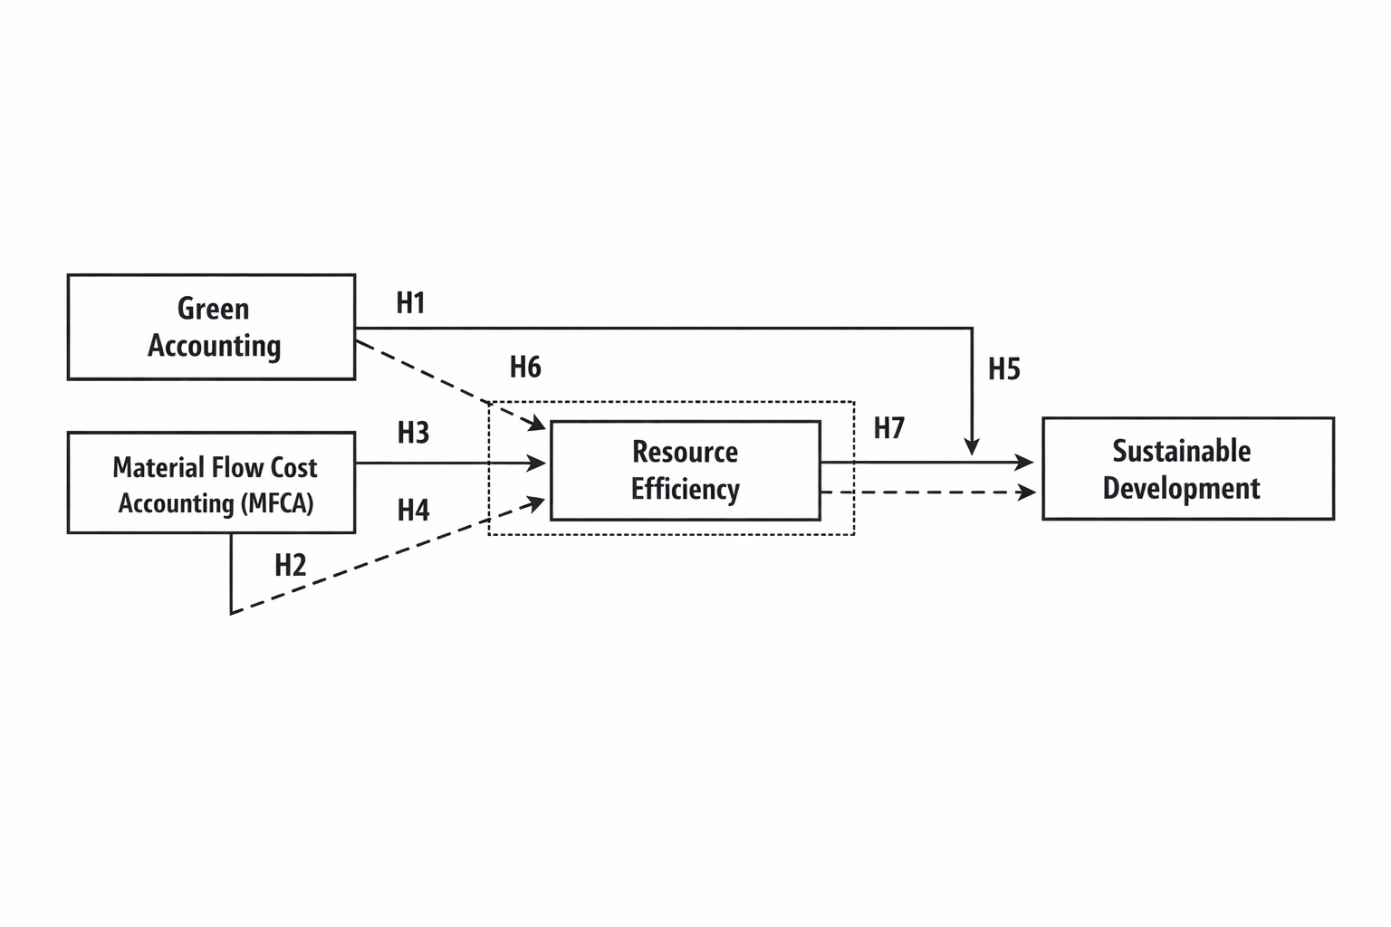 Green
Accounting
H1
H6
H5
H3
Material Flow Cost
Accounting (MFCA)
H4
H2
Resource
Efficiency
H7
Sustainable
Development